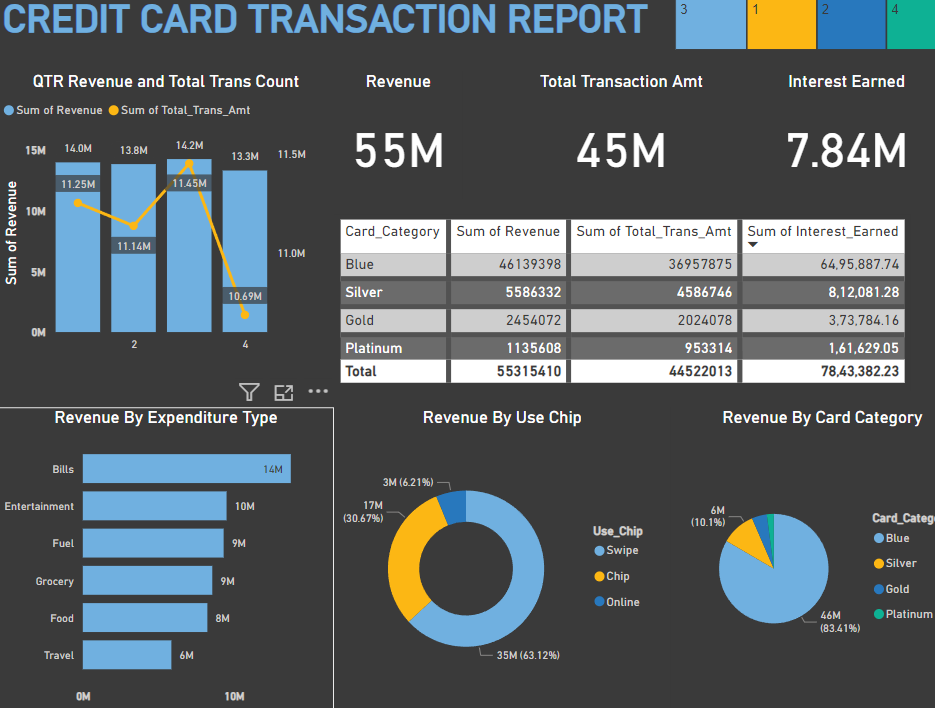 CREDIT CARD TRANSACTION REPORT
3 1 2 4
QTR Revenue and Total Trans Count
Sum of Revenue Sum of Total_Trans_Amt
Sum of Revenue
15M
10M
5M
0M
14.0M 13.8M 14.2M 13.3M
11.25M 11.14M 11.45M 10.69M
11.5M
11.0M
2 4
Revenue
55M
Total Transaction Amt
45M
Interest Earned
7.84M
Card_Category Sum of Revenue Sum of Total_Trans_Amt Sum of Interest_Earned
Blue 46139398 36957875 64,95,887.74
Silver 5586332 4586746 8,12,081.28
Gold 2454072 2024078 3,73,784.16
Platinum 1135608 953314 1,61,629.05
Total 55315410 44522013 78,43,382.23
Revenue By Expenditure Type
Bills 14M
Entertainment 10M
Fuel 9M
Grocery 9M
Food 8M
Travel 6M
0M 10M
Revenue By Use Chip
3M (6.21%)
17M
(30.67%)
35M (63.12%)
Use_Chip
Swipe
Chip
Online
Revenue By Card Category
6M
(10.1%)
46M
(83.41%)
Card_Categ
Blue
Silver
Gold
Platinum